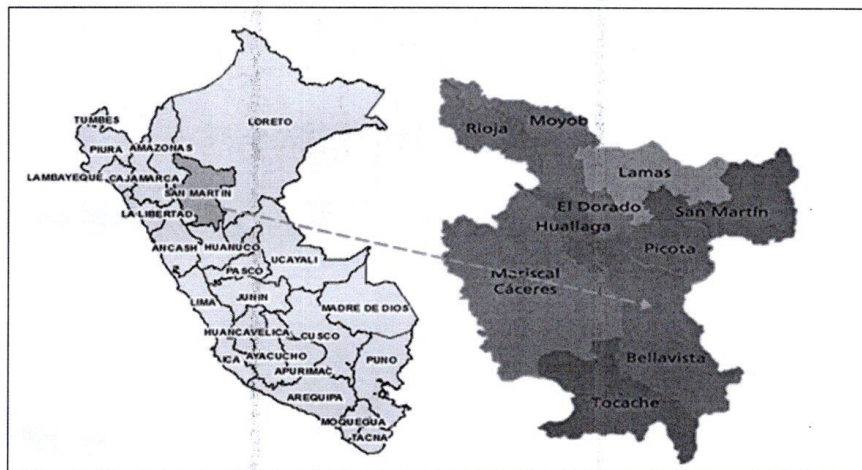 LORETO
TUMBES
PIURA
AMAZONAS
LAMBAYEQUE
CAJAMARCA
SAN MARTIN
LA LIBERTAD
ANCASH
HUANUCO
UCAYALI
PASCO
LIMA
JUNIN
MADRE DE DIOS
HUANCAVELICA
CUSCO
ICA
AYACUCHO
APURIMAC
PUNO
AREQUIPA
MOQUEGUA
TACNA
Rioja
Moyob
Lamas
El Dorado
San Martín
Huallaga
Picota
Mariscal
Cáceres
Bellavista
Tocache